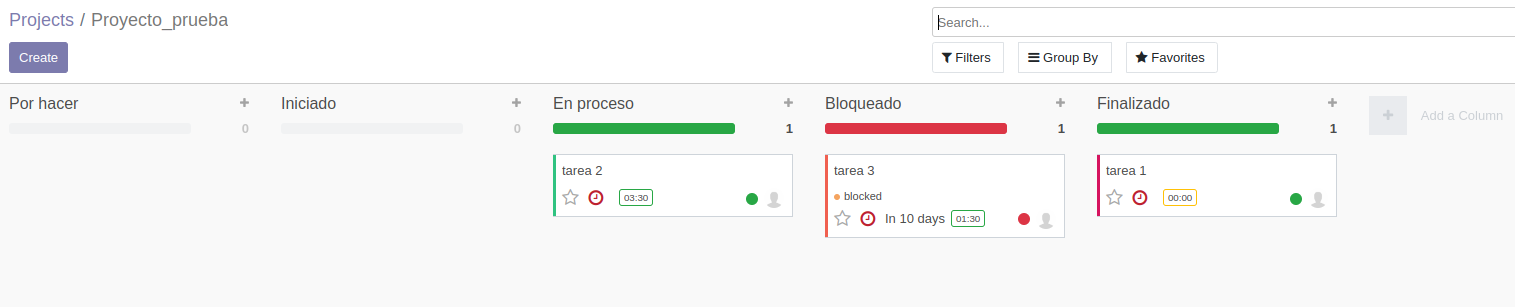 Projects / Proyecto_prueba
Search...
Create
Filters
Group By
Favorites
Por hacer
0
Iniciado
0
En proceso
1
tarea 2
03:30
Bloqueado
1
tarea 3
blocked
In 10 days
01:30
Finalizado
1
tarea 1
00:00
Add a Column